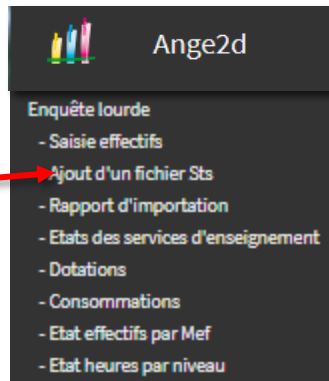 Ange2d
Enquête lourde
- Saisie effectifs
- Ajout d'un fichier Sts
- Rapport d'importation
- Etats des services d'enseignement
- Dotations
- Consommations
- Etat effectifs par Mef
- Etat heures par niveau